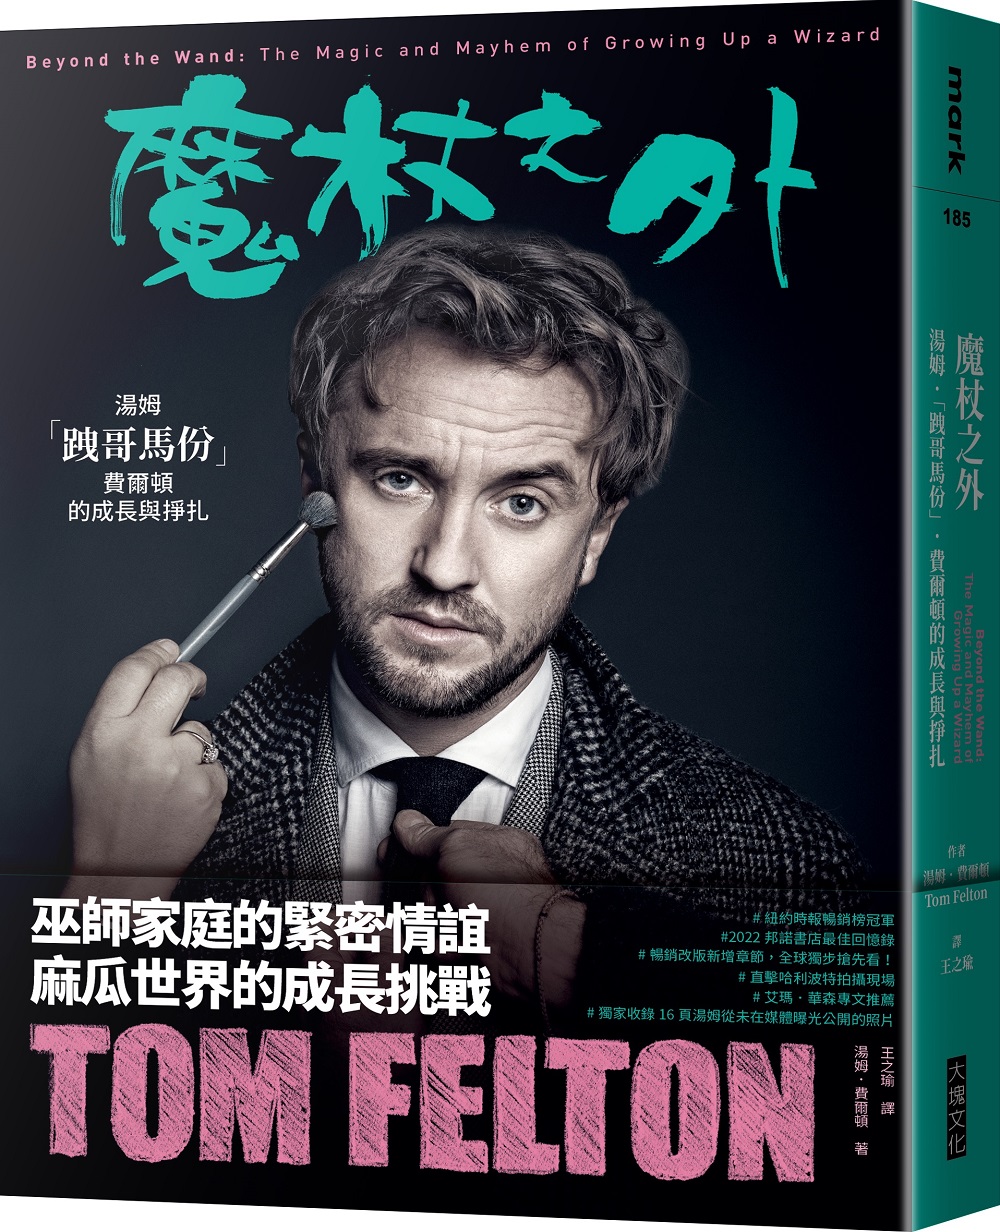 Beyond the Wand: The Magic and Mayhem of Growing Up a Wizard
魔杖之外
湯姆
「跩哥馬份」
費爾頓
的成長與掙扎
巫師家庭的緊密情誼
麻瓜世界的成長挑戰
# 紐約時報暢銷榜冠軍
#2022 邦諾書店最佳回憶錄
# 暢銷改版新增章節，全球獨步搶先看！
# 直擊哈利波特拍攝現場
# 艾瑪．華森專文推薦
# 獨家收錄 16 頁湯姆從未在媒體曝光公開的照片
TOM FELTON
王之瑜 譯
湯姆．費爾頓 著
mark
185
魔杖之外
湯姆．「跩哥馬份」．費爾頓的成長與掙扎
Beyond the Wand:
The Magic and Mayhem of
Growing Up a Wizard
作者
湯姆．費爾頓
Tom Felton
譯
王之瑜
大塊文化